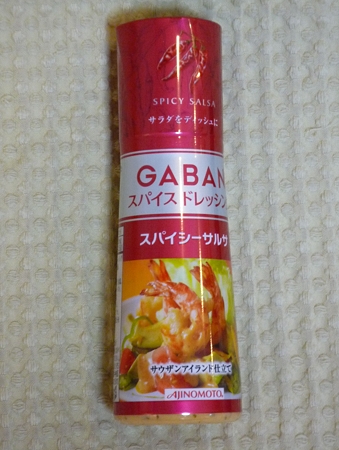 SPICY SALSA
サラダをディッシュに
GABAN
スパイス ドレッシン
スパイシーサルサ
サウザンアイランド仕立て
AJINOMOTO